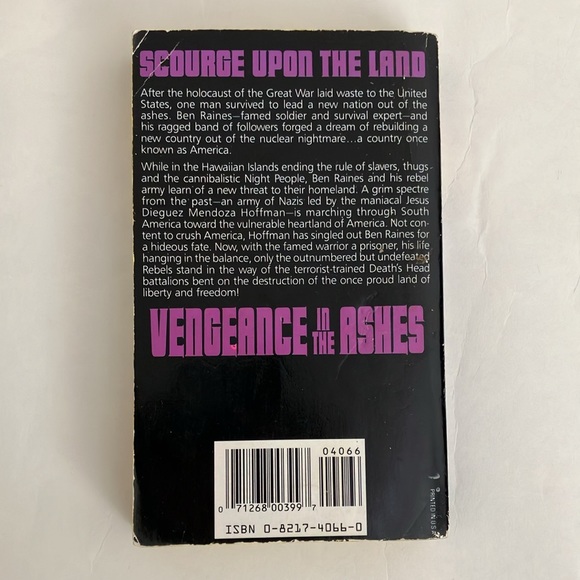 SCOURGE UPON THE LAND
After the holocaust of the Great War laid waste to the United
States, one man survived to lead a new nation out of the
ashes. Ben Raines—famed soldier and survival expert—and
his ragged band of followers forged a dream of rebuilding a
new country out of the nuclear nightmare...a country once
known as America.
While in the Hawaiian Islands ending the rule of slavers, thugs
and the cannibalistic Night People, Ben Raines and his rebel
army learn of a new threat to their homeland. A grim spectre
from the past—an army of Nazis led by the maniacal Jesus
Dieguez Mendoza Hoffman—is marching through South
America toward the vulnerable heartland of America. Not con-
tent to crush America, Hoffman has singled out Ben Raines for
a hideous fate. Now, with the famed warrior a prisoner, his life
hanging in the balance, only the outnumbered but undefeated
Rebels stand in the way of the terrorist-trained Death's Head
battalions bent on the destruction of the once proud land of
liberty and freedom!
VENGEANCE IN THE ASHES
04066
0 71268 00399 7
ISBN 0-8217-4066-0
PRINTED IN U.S.